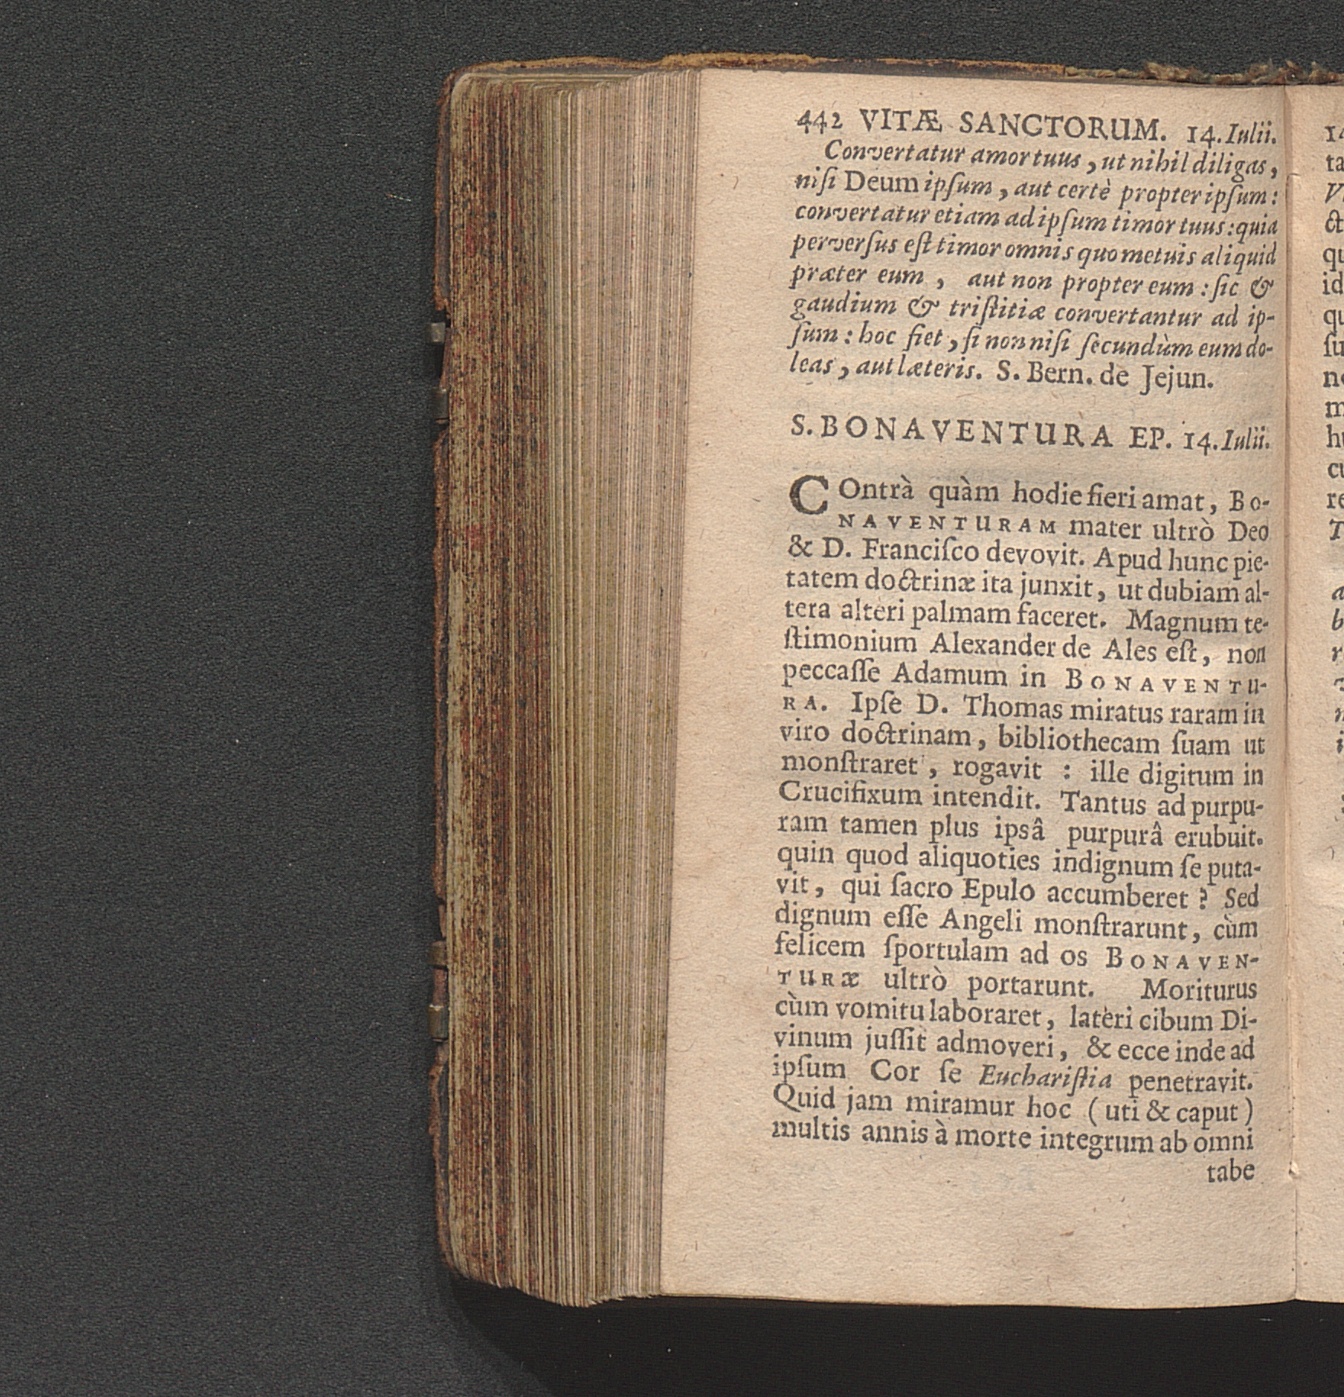 442 VITÆ SANCTORUM. 14. Iulii.
Convertatur amor tuus, ut nihil diligas,
niſi Deum ipſum, aut certè propter ipſum:
convertatur etiam ad ipſum timor tuus: quia
perverſus eſt timor omnis quo metuis aliquid
præter eum, aut non propter eum: ſic &
gaudium & triſtitiæ convertantur ad ip-
ſum: hoc fiet, ſi non niſi ſecundùm eum do-
leas, aut læteris. S. Bern. de Jejun.
S. BONAVENTURA EP. 14. Iulii.
COntrà quàm hodie fieri amat, BO-
NAVENTURAM mater ultrò Deo
& D. Franciſco devovit. Apud hunc pie-
tatem doctrinæ ita junxit, ut dubiam al-
tera alteri palmam faceret. Magnum te-
ſtimonium Alexander de Ales eſt, non
peccaſſe Adamum in BONAVENTU-
RA. Ipſe D. Thomas miratus raram in
viro doctrinam, bibliothecam ſuam ut
monſtraret, rogavit : ille digitum in
Crucifixum intendit. Tantus ad purpu-
ram tamen plus ipsâ purpurâ erubuit.
quin quod aliquoties indignum ſe puta-
vit, qui ſacro Epulo accumberet? Sed
dignum eſſe Angeli monſtrarunt, cùm
felicem ſportulam ad os BONAVEN-
TURÆ ultrò portarunt. Moriturus
cùm vomitu laboraret, lateri cibum Di-
vinum juſſit admoveri, & ecce inde ad
ipſum Cor ſe Euchariſtia penetravit.
Quid jam miramur hoc (uti & caput)
multis annis à morte integrum ab omni
tabe